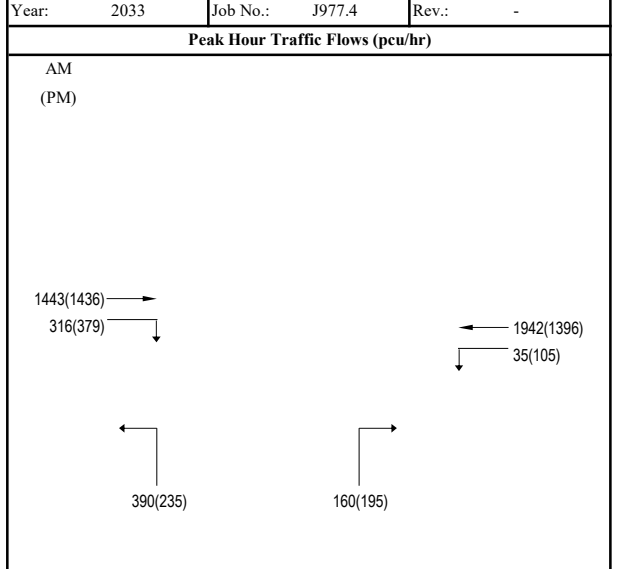 Year: 2033 Job No.: J977.4 Rev.: -
Peak Hour Traffic Flows (pcu/hr)
AM
(PM)
1443(1436)
316(379)
1942(1396)
35(105)
390(235) 160(195)